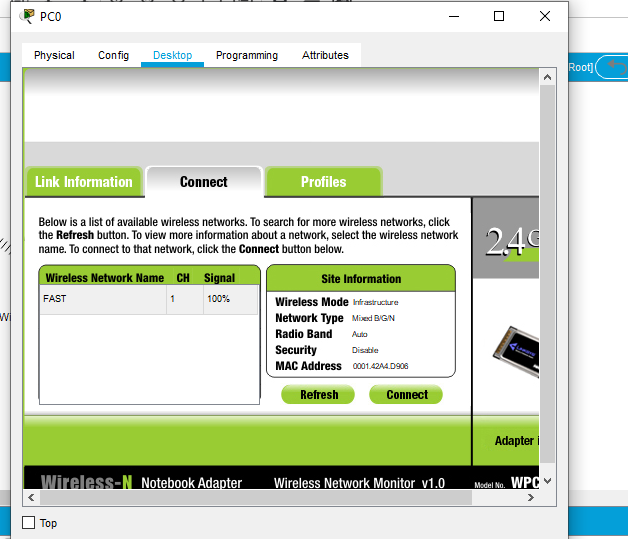 PC0
Physical Config Desktop Programming Attributes
Root]
Link Information Connect Profiles
Below is a list of available wireless networks. To search for more wireless networks, click
the Refresh button. To view more information about a network, select the wireless network
name. To connect to that network, click the Connect button below.
2,4G
Wireless Network Name CH Signal
FAST 1 100%
Site Information
Wireless Mode Infrastructure
Network Type Mixed B/G/N
Radio Band Auto
Security Disable
MAC Address 0001.42A4.D906
Wi
Refresh Connect
Adapter i
Wireless-N Notebook Adapter Wireless Network Monitor v1.0 Model No. WPC
Top